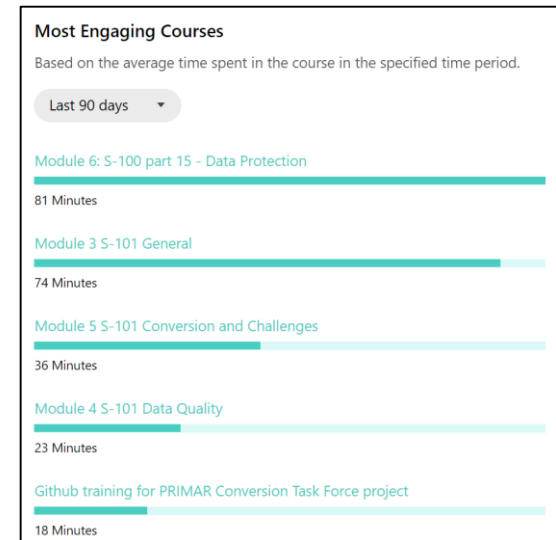 Most Engaging Courses
Based on the average time spent in the course in the specified time period.
Last 90 days
Module 6: S-100 part 15 - Data Protection
81 Minutes
Module 3 S-101 General
74 Minutes
Module 5 S-101 Conversion and Challenges
36 Minutes
Module 4 S-101 Data Quality
23 Minutes
Github training for PRIMAR Conversion Task Force project
18 Minutes